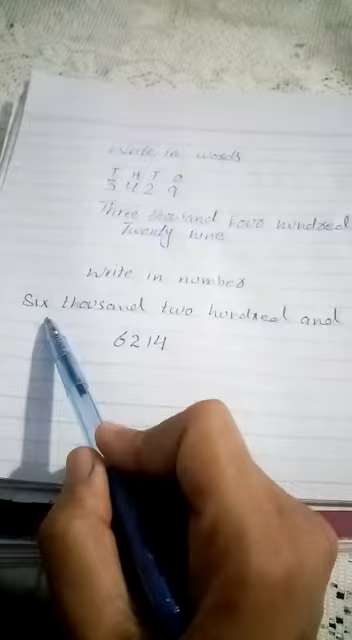 Write in words
T H T O
3 4 2 9
Three thousand Four hundred
Twenty nine
Write in number
Six thousand two hundred and
6214